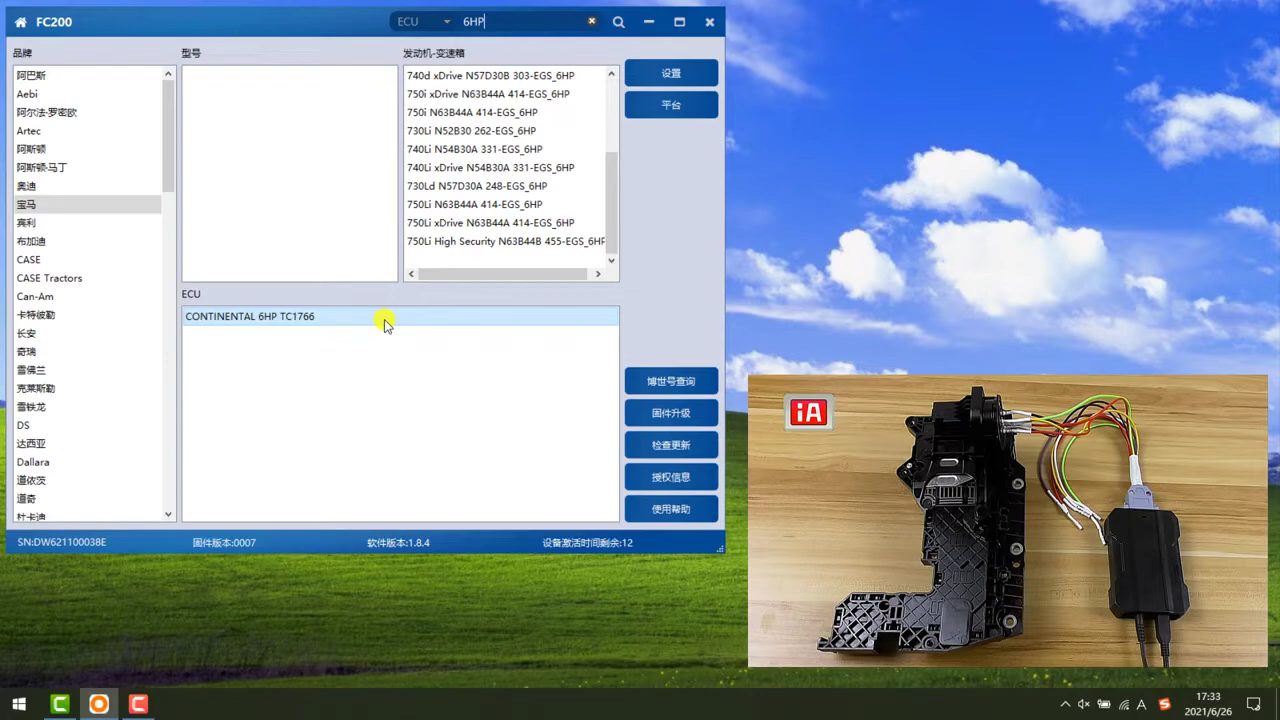 FC200
ECU
6HP
品牌
型号
发动机-变速箱
阿巴斯
Aebi
阿尔法·罗密欧
Artec
阿斯顿
阿斯顿·马丁
奥迪
宝马
宾利
布加迪
CASE
CASE Tractors
Can-Am
卡特彼勒
长安
奇瑞
雪佛兰
克莱斯勒
雪铁龙
DS
达西亚
Dallara
道依茨
道奇
杜卡迪
740d xDrive N57D30B 303-EGS_6HP
750i xDrive N63B44A 414-EGS_6HP
750i N63B44A 414-EGS_6HP
730Li N52B30 262-EGS_6HP
740Li N54B30A 331-EGS_6HP
740Li xDrive N54B30A 331-EGS_6HP
730Ld N57D30A 248-EGS_6HP
750Li N63B44A 414-EGS_6HP
750Li xDrive N63B44A 414-EGS_6HP
750Li High Security N63B44B 455-EGS_6HP
ECU
CONTINENTAL 6HP TC1766
设置
平台
博世号查询
固件升级
检查更新
授权信息
使用帮助
SN:DW621100038E
固件版本:0007
软件版本:1.8.4
设备激活时间剩余:12
iA
A
17:33
2021/6/26